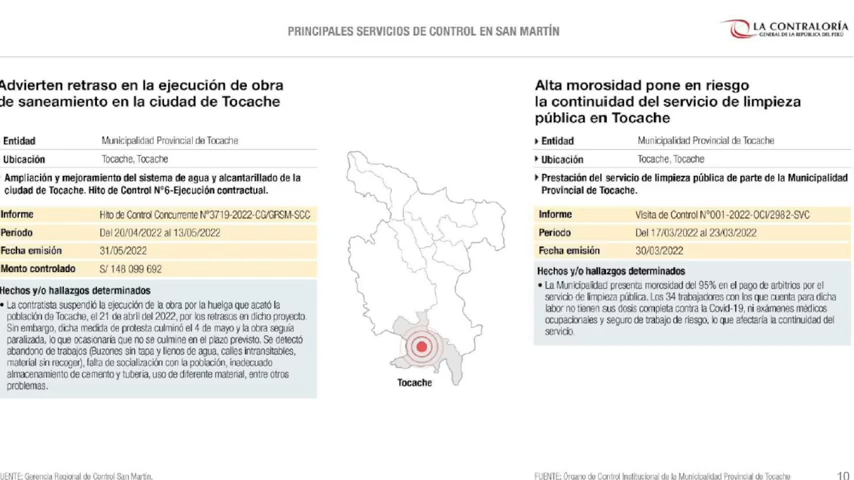 PRINCIPALES SERVICIOS DE CONTROL EN SAN MARTÍN
LA CONTRALORÍA
GENERAL DE LA REPÚBLICA DEL PERÚ
Advierten retraso en la ejecución de obra
de saneamiento en la ciudad de Tocache
Entidad Municipalidad Provincial de Tocache
Ubicación Tocache, Tocache
Ampliación y mejoramiento del sistema de agua y alcantarillado de la
ciudad de Tocache. Hito de Control N°6-Ejecución contractual.
Informe Hito de Control Concurrente N°3719-2022-CG/GRSM-SCC
Periodo Del 20/04/2022 al 13/05/2022
Fecha emisión 31/05/2022
Monto controlado S/ 148 099 692
Hechos y/o hallazgos determinados
• La contratista suspendió la ejecución de la obra por la huelga que acató la
población de Tocache, el 21 de abril del 2022, por los retrasos en dicho proyecto.
Sin embargo, dicha medida de protesta culminó el 4 de mayo y la obra seguía
paralizada, lo que ocasionaría que no se culmine en el plazo previsto. Se detectó
abandono de trabajos (Buzones sin tapa y llenos de agua, calles intransitables,
material sin recoger), falta de socialización con la población, inadecuado
almacenamiento de cemento y tubería, uso de diferente material, entre otros
problemas.
Tocache
Alta morosidad pone en riesgo
la continuidad del servicio de limpieza
pública en Tocache
Entidad Municipalidad Provincial de Tocache
Ubicación Tocache, Tocache
Prestación del servicio de limpieza pública de parte de la Municipalidad
Provincial de Tocache.
Informe Visita de Control N°001-2022-OCI/2982-SVC
Periodo Del 17/03/2022 al 23/03/2022
Fecha emisión 30/03/2022
Hechos y/o hallazgos determinados
• La Municipalidad presenta morosidad del 95% en el pago de arbitrios por el
servicio de limpieza pública. Los 34 trabajadores con los que cuenta para dicha
labor no tienen sus dosis completa contra la Covid-19, ni exámenes médicos
ocupacionales y seguro de trabajo de riesgo, lo que afectaría la continuidad del
servicio.
UENTE: Gerencia Regional de Control San Martín.
FUENTE: Órgano de Control Institucional de la Municipalidad Provincial de Tocache
10